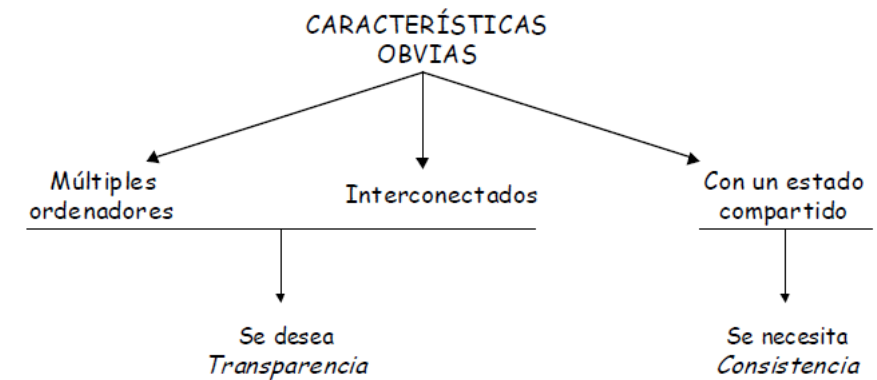 CARACTERÍSTICAS
OBVIAS
Múltiples
ordenadores
Interconectados
Con un estado
compartido
Se desea
Transparencia
Se necesita
Consistencia